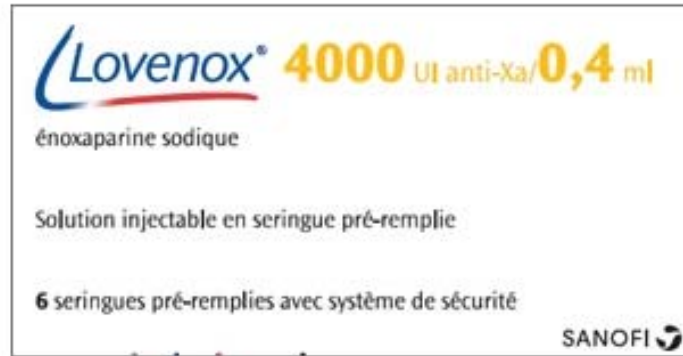 Lovenox® 4000 UI anti-Xa/0,4 ml
énoxaparine sodique
Solution injectable en seringue pré-remplie
6 seringues pré-remplies avec système de sécurité
SANOFI